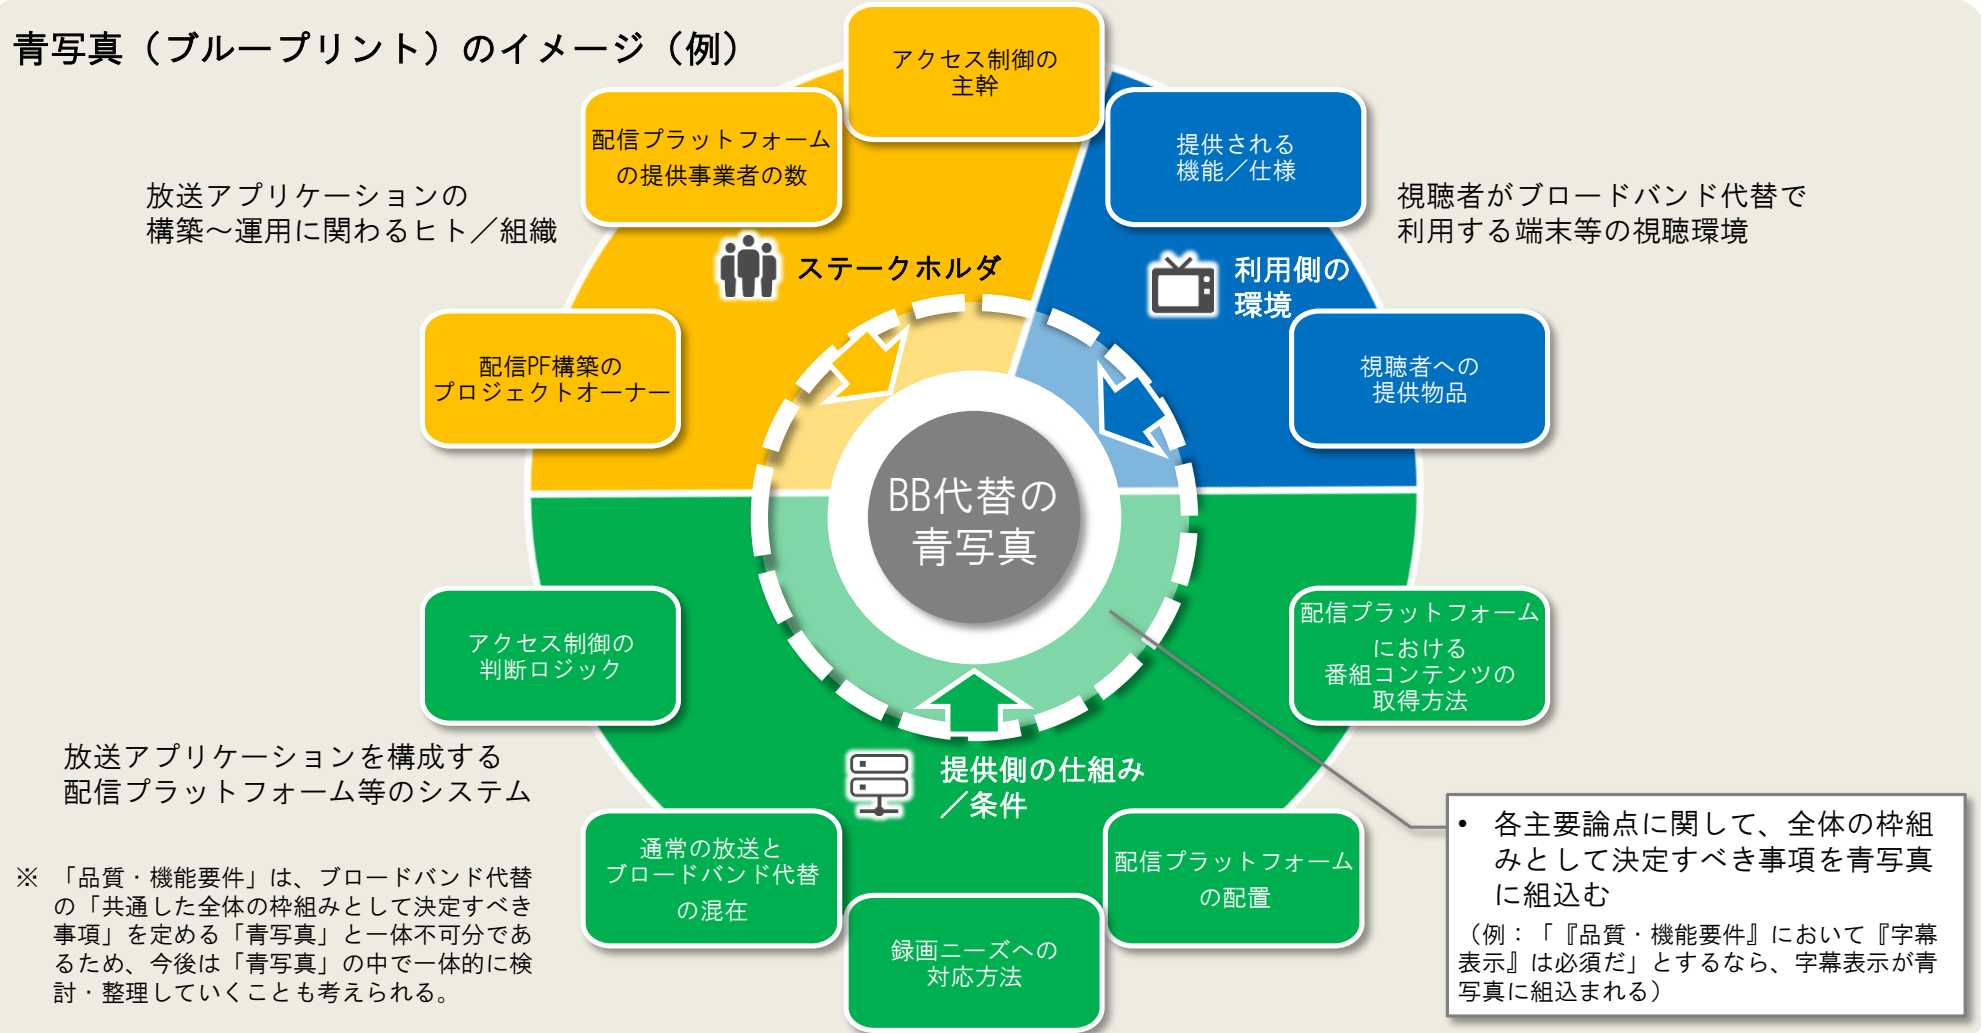 青写真（ブループリント）のイメージ（例）
アクセス制御の
主幹
配信プラットフォーム
の提供事業者の数
提供される
機能／仕様
放送アプリケーションの
構築～運用に関わるヒト／組織
視聴者がブロードバンド代替で
利用する端末等の視聴環境
ステークホルダ
利用側の
環境
配信PF構築の
プロジェクトオーナー
視聴者への
提供物品
BB代替の
青写真
アクセス制御の
判断ロジック
配信プラットフォーム
における
番組コンテンツの
取得方法
放送アプリケーションを構成する
配信プラットフォーム等のシステム
提供側の仕組み
／条件
通常の放送と
ブロードバンド代替
の混在
録画ニーズへの
対応方法
配信プラットフォーム
の配置
※　「品質・機能要件」は、ブロードバンド代替
の「共通した全体の枠組みとして決定すべき
事項」を定める「青写真」と一体不可分であ
るため、今後は「青写真」の中で一体的に検
討・整理していくことも考えられる。
• 各主要論点に関して、全体の枠組
みとして決定すべき事項を青写真
に組込む
（例：「『品質・機能要件』において『字幕
表示』は必須だ」とするなら、字幕表示が青
写真に組込まれる）